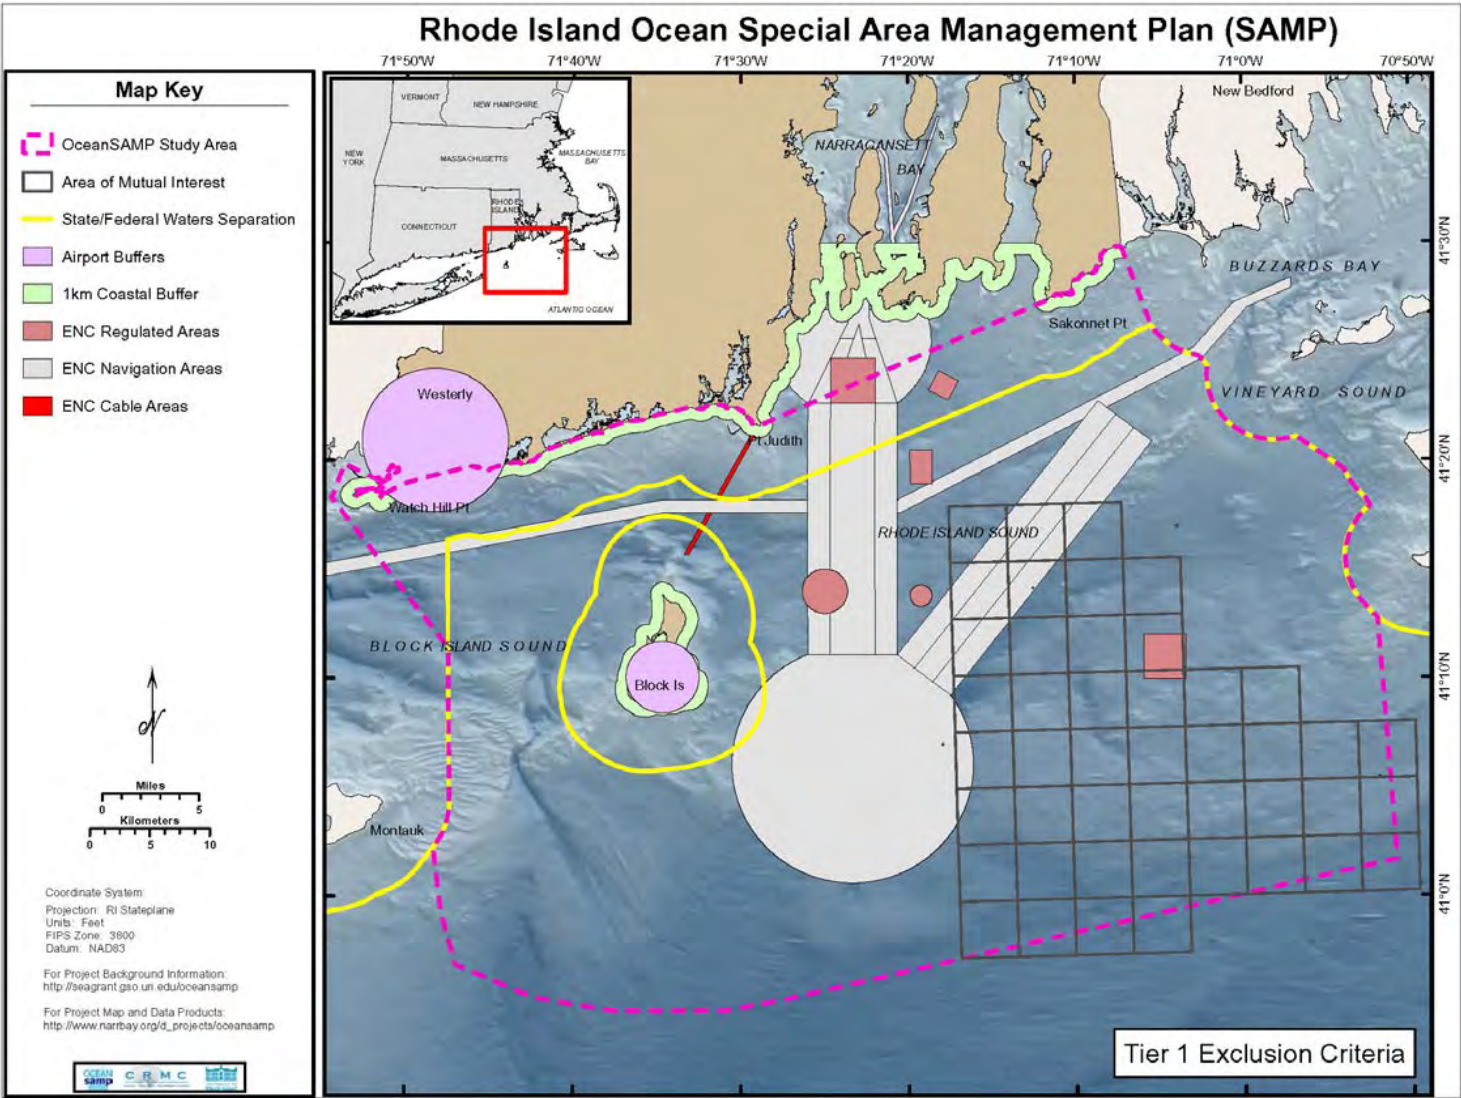 Rhode Island Ocean Special Area Management Plan (SAMP)
71°50'W 71°40'W 71°30'W 71°20'W 71°10'W 71°0'W 70°50'W
Map Key
OceanSAMP Study Area
Area of Mutual Interest
State/Federal Waters Separation
Airport Buffers
1km Coastal Buffer
ENC Regulated Areas
ENC Navigation Areas
ENC Cable Areas
N
Miles
0 5
Kilometers
0 5 10
Coordinate System:
Projection: RI Stateplane
Units: Feet
FIPS Zone: 3800
Datum: NAD83
For Project Background Information:
http://seagrant.gso.uri.edu/oceansamp
For Project Map and Data Products:
http://www.narrbay.org/d_projects/oceansamp
OCEAN
samp
CRMC
VERMONT
NEW HAMPSHIRE
NEW
YORK
MASSACHUSETTS
MASSACHUSETTS
BAY
RHODE
ISLAND
CONNECTICUT
ATLANTIC OCEAN
New Bedford
NARRAGANSETT
BAY
BUZZARDS BAY
Sakonnet Pt
VINEYARD SOUND
Westerly
Pt Judith
Watch Hill Pt
RHODE ISLAND SOUND
BLOCK ISLAND SOUND
Block Is
Montauk
41°30'N
41°20'N
41°10'N
41°0'N
Tier 1 Exclusion Criteria